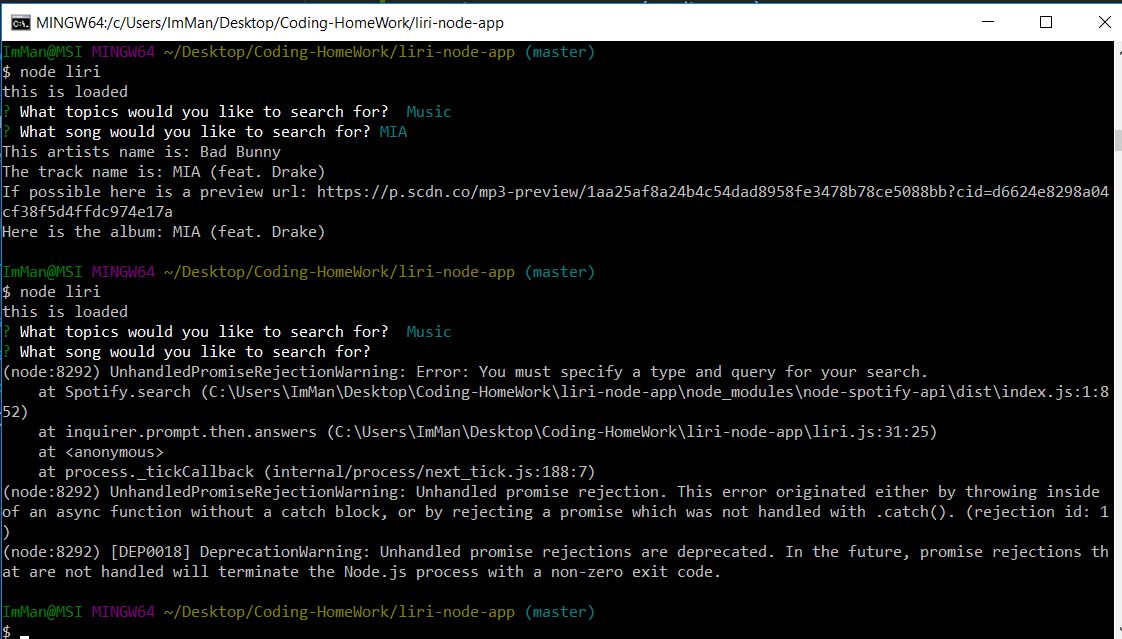 MINGW64:/c/Users/ImMan/Desktop/Coding-HomeWork/liri-node-app
ImMan@MSI MINGW64 ~/Desktop/Coding-HomeWork/liri-node-app (master)
$ node liri
this is loaded
? What topics would you like to search for?  Music
? What song would you like to search for? MIA
This artists name is: Bad Bunny
The track name is: MIA (feat. Drake)
If possible here is a preview url: https://p.scdn.co/mp3-preview/1aa25af8a24b4c54dad8958fe3478b78ce5088bb?cid=d6624e8298a04
cf38f5d4ffdc974e17a
Here is the album: MIA (feat. Drake)
ImMan@MSI MINGW64 ~/Desktop/Coding-HomeWork/liri-node-app (master)
$ node liri
this is loaded
? What topics would you like to search for?  Music
? What song would you like to search for?
(node:8292) UnhandledPromiseRejectionWarning: Error: You must specify a type and query for your search.
    at Spotify.search (C:\Users\ImMan\Desktop\Coding-HomeWork\liri-node-app\node_modules\node-spotify-api\dist\index.js:1:8
52)
    at inquirer.prompt.then.answers (C:\Users\ImMan\Desktop\Coding-HomeWork\liri-node-app\liri.js:31:25)
    at <anonymous>
    at process._tickCallback (internal/process/next_tick.js:188:7)
(node:8292) UnhandledPromiseRejectionWarning: Unhandled promise rejection. This error originated either by throwing inside
of an async function without a catch block, or by rejecting a promise which was not handled with .catch(). (rejection id: 1
)
(node:8292) [DEP0018] DeprecationWarning: Unhandled promise rejections are deprecated. In the future, promise rejections th
at are not handled will terminate the Node.js process with a non-zero exit code.
ImMan@MSI MINGW64 ~/Desktop/Coding-HomeWork/liri-node-app (master)
$